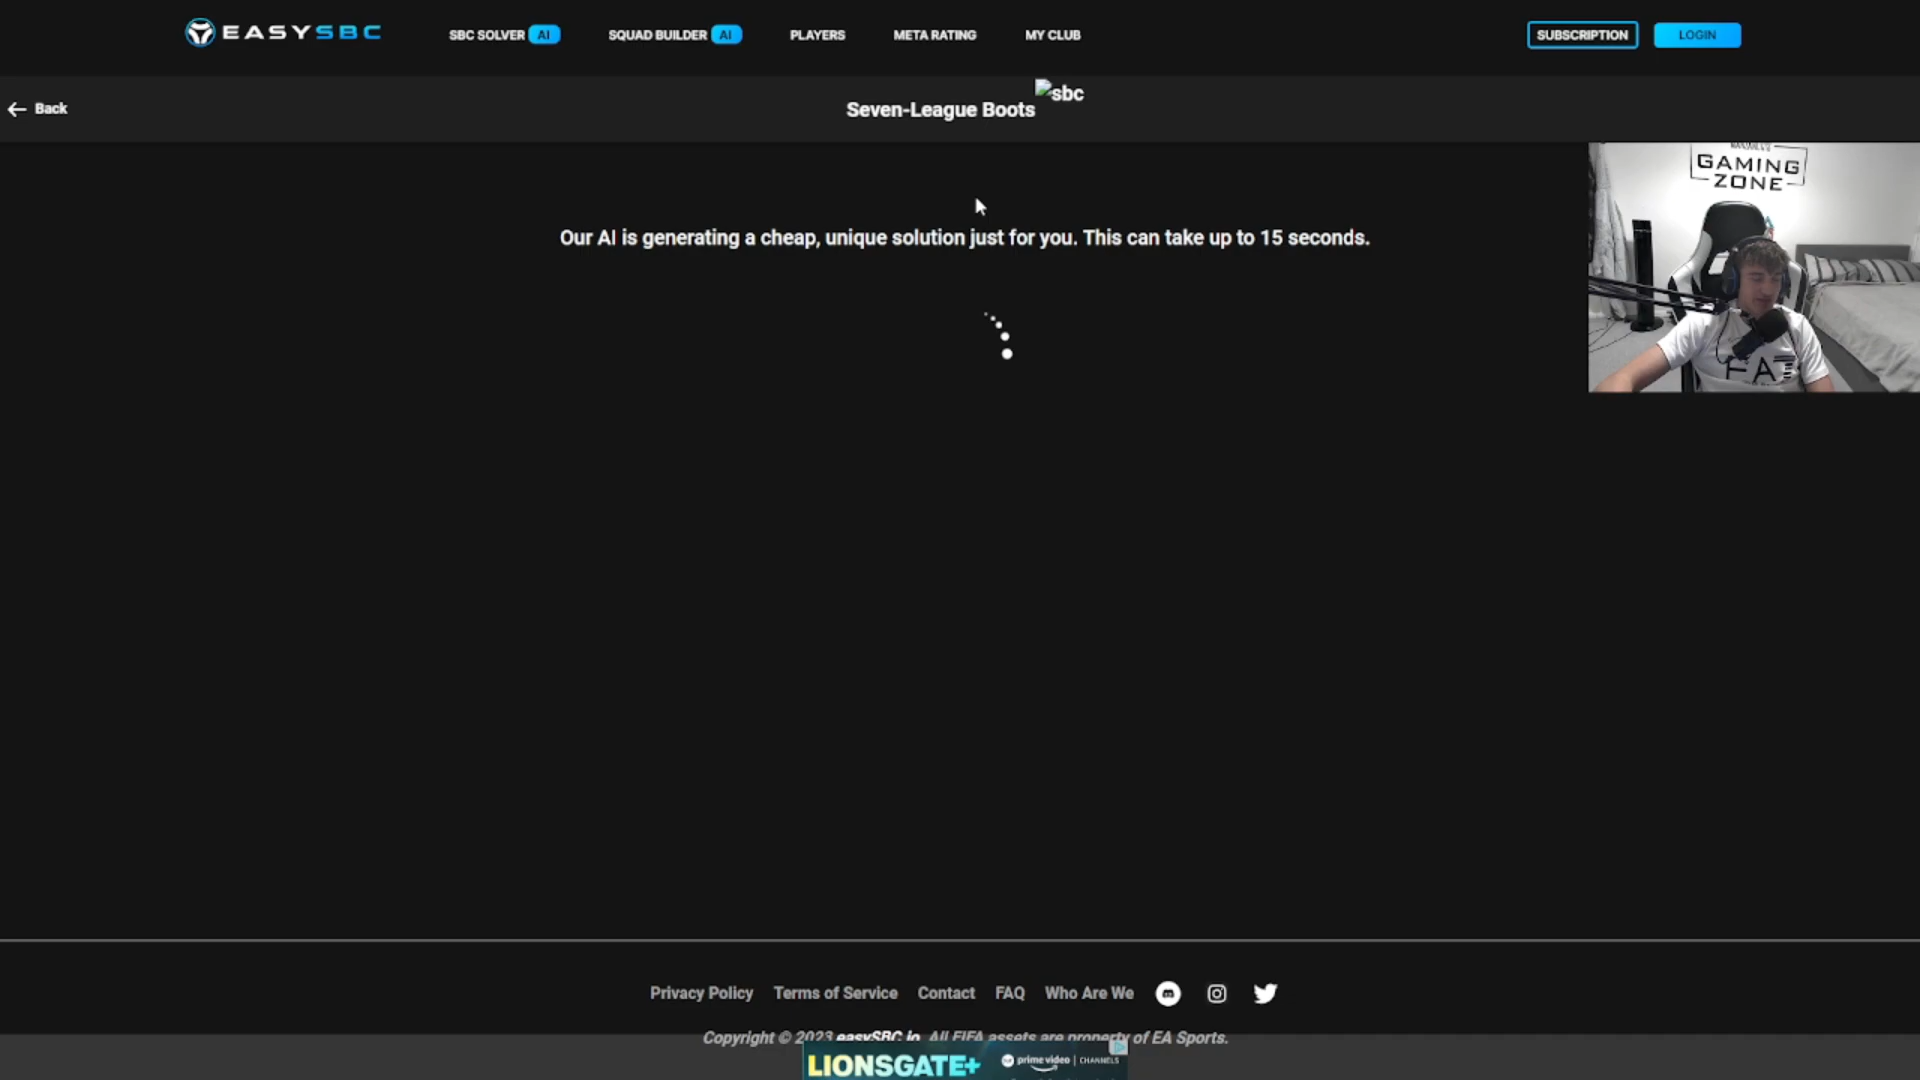 EASYSBC
SBC SOLVER AI
SQUAD BUILDER AI
PLAYERS
META RATING
MY CLUB
SUBSCRIPTION
LOGIN
Back
Seven-League Boots
sbc
GAMING
ZONE
Our AI is generating a cheap, unique solution just for you. This can take up to 15 seconds.
EA7
Privacy Policy
Terms of Service
Contact
FAQ
Who Are We
Copyright © 2023 easySBC.io. All FIFA assets are property of EA Sports.
LIONSGATE+
prime video | CHANNELS